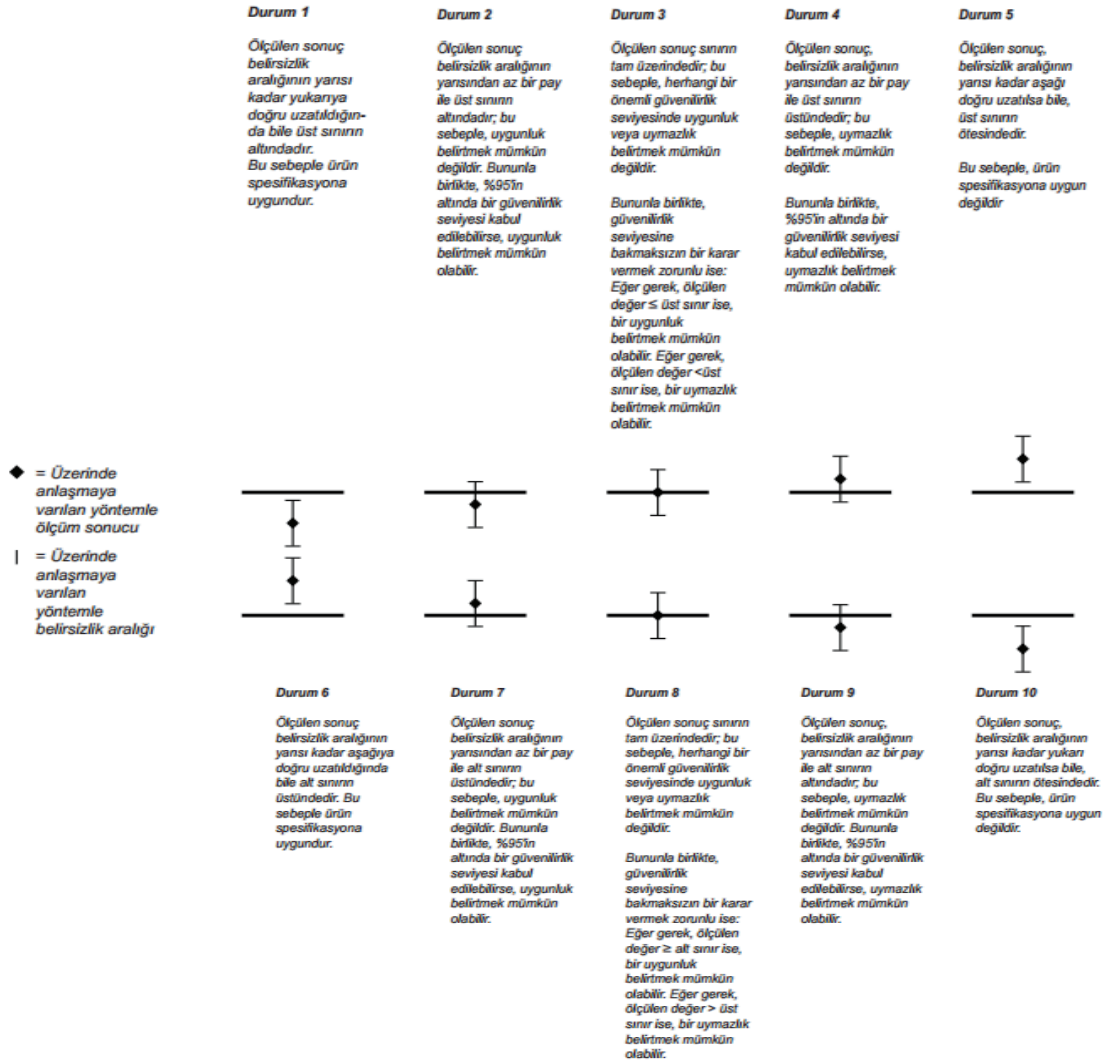 Durum 1
Ölçülen sonuç
belirsizlik
aralığının yarısı
kadar yukarıya
doğru uzatıldığın-
da bile üst sınırın
altındadır.
Bu sebeple ürün
spesifikasyona
uygundur.
Durum 2
Ölçülen sonuç
belirsizlik aralığının
yarısından az bir pay
ile üst sınırın
altındadır; bu
sebeple, uygunluk
belirtmek mümkün
değildir. Bununla
birlikte, %95'in
altında bir güvenilirlik
seviyesi kabul
edilebilirse, uygunluk
belirtmek mümkün
olabilir.
Durum 3
Ölçülen sonuç sınırın
tam üzerindedir; bu
sebeple, herhangi bir
önemli güvenilirlik
seviyesinde uygunluk
veya uymazlık
belirtmek mümkün
değildir.
Bununla birlikte,
güvenilirlik
seviyesine
bakmaksızın bir karar
vermek zorunlu ise:
Eğer gerek, ölçülen
değer ≤ üst sınır ise,
bir uygunluk
belirtmek mümkün
olabilir. Eğer gerek,
ölçülen değer <üst
sınır ise, bir uymazlık
belirtmek mümkün
olabilir.
Durum 4
Ölçülen sonuç,
belirsizlik aralığının
yarısından az bir pay
ile üst sınırın
üstündedir; bu
sebeple, uymazlık
belirtmek mümkün
değildir.
Bununla birlikte,
%95'in altında bir
güvenilirlik seviyesi
kabul edilebilirse,
uymazlık belirtmek
mümkün olabilir.
Durum 5
Ölçülen sonuç,
belirsizlik aralığının
yarısı kadar aşağı
doğru uzatılsa bile,
üst sınırın
ötesindedir.
Bu sebeple, ürün
spesifikasyona uygun
değildir
◆ = Üzerinde
anlaşmaya
varılan yöntemle
ölçüm sonucu
| = Üzerinde
anlaşmaya
varılan
yöntemle
belirsizlik aralığı
Durum 6
Ölçülen sonuç
belirsizlik aralığının
yarısı kadar aşağıya
doğru uzatıldığında
bile alt sınırın
üstündedir. Bu
sebeple ürün
spesifikasyona
uygundur.
Durum 7
Ölçülen sonuç
belirsizlik aralığının
yarısından az bir pay
ile alt sınırın
üstündedir; bu
sebeple, uygunluk
belirtmek mümkün
değildir. Bununla
birlikte, %95'in
altında bir güvenilirlik
seviyesi kabul
edilebilirse, uygunluk
belirtmek mümkün
olabilir.
Durum 8
Ölçülen sonuç sınırın
tam üzerindedir; bu
sebeple, herhangi bir
önemli güvenilirlik
seviyesinde uygunluk
veya uymazlık
belirtmek mümkün
değildir.
Bununla birlikte,
güvenilirlik
seviyesine
bakmaksızın bir karar
vermek zorunlu ise:
Eğer gerek, ölçülen
değer ≥ alt sınır ise,
bir uygunluk
belirtmek mümkün
olabilir. Eğer gerek,
ölçülen değer > üst
sınır ise, bir uymazlık
belirtmek mümkün
olabilir.
Durum 9
Ölçülen sonuç,
belirsizlik aralığının
yarısından az bir pay
ile alt sınırın
altındadır; bu
sebeple, uymazlık
belirtmek mümkün
değildir. Bununla
birlikte, %95'in
altında bir güvenilirlik
seviyesi kabul
edilebilirse, uymazlık
belirtmek mümkün
olabilir.
Durum 10
Ölçülen sonuç,
belirsizlik aralığının
yarısı kadar yukarı
doğru uzatılsa bile,
alt sınırın ötesindedir.
Bu sebeple, ürün
spesifikasyona uygun
değildir.